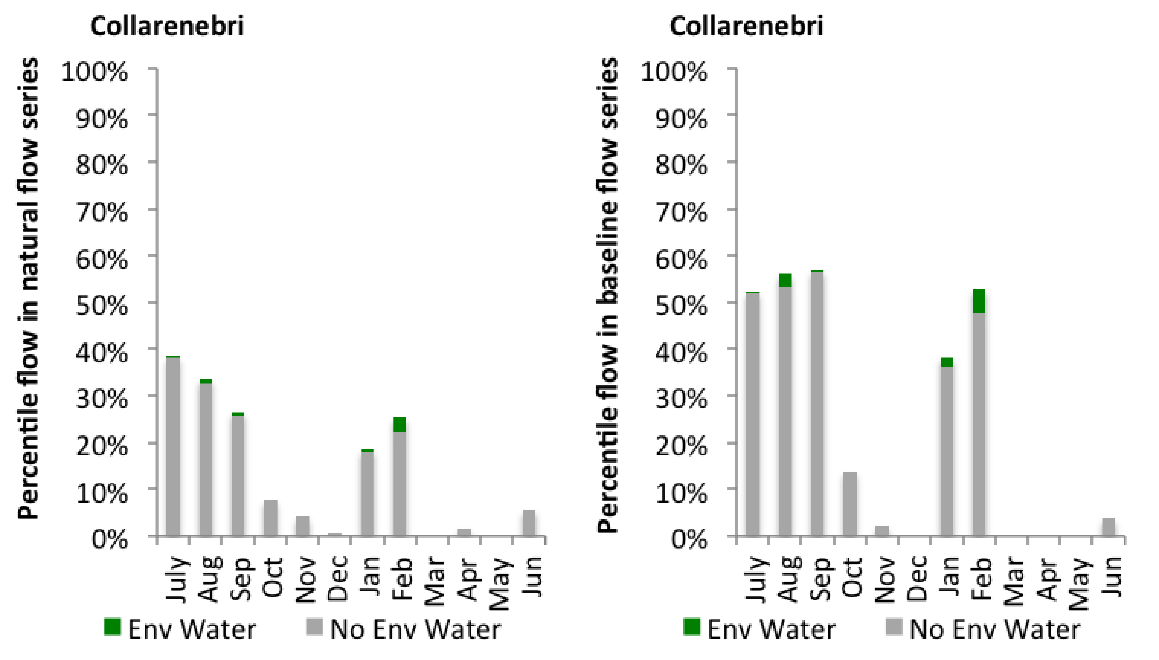 Collarenebri
Percentile flow in natural flow series
100%
90%
80%
70%
60%
50%
40%
30%
20%
10%
0%
July Aug Sep Oct Nov Dec Jan Feb Mar Apr May Jun
Env Water No Env Water
Collarenebri
Percentile flow in baseline flow series
100%
90%
80%
70%
60%
50%
40%
30%
20%
10%
0%
July Aug Sep Oct Nov Dec Jan Feb Mar Apr May Jun
Env Water No Env Water